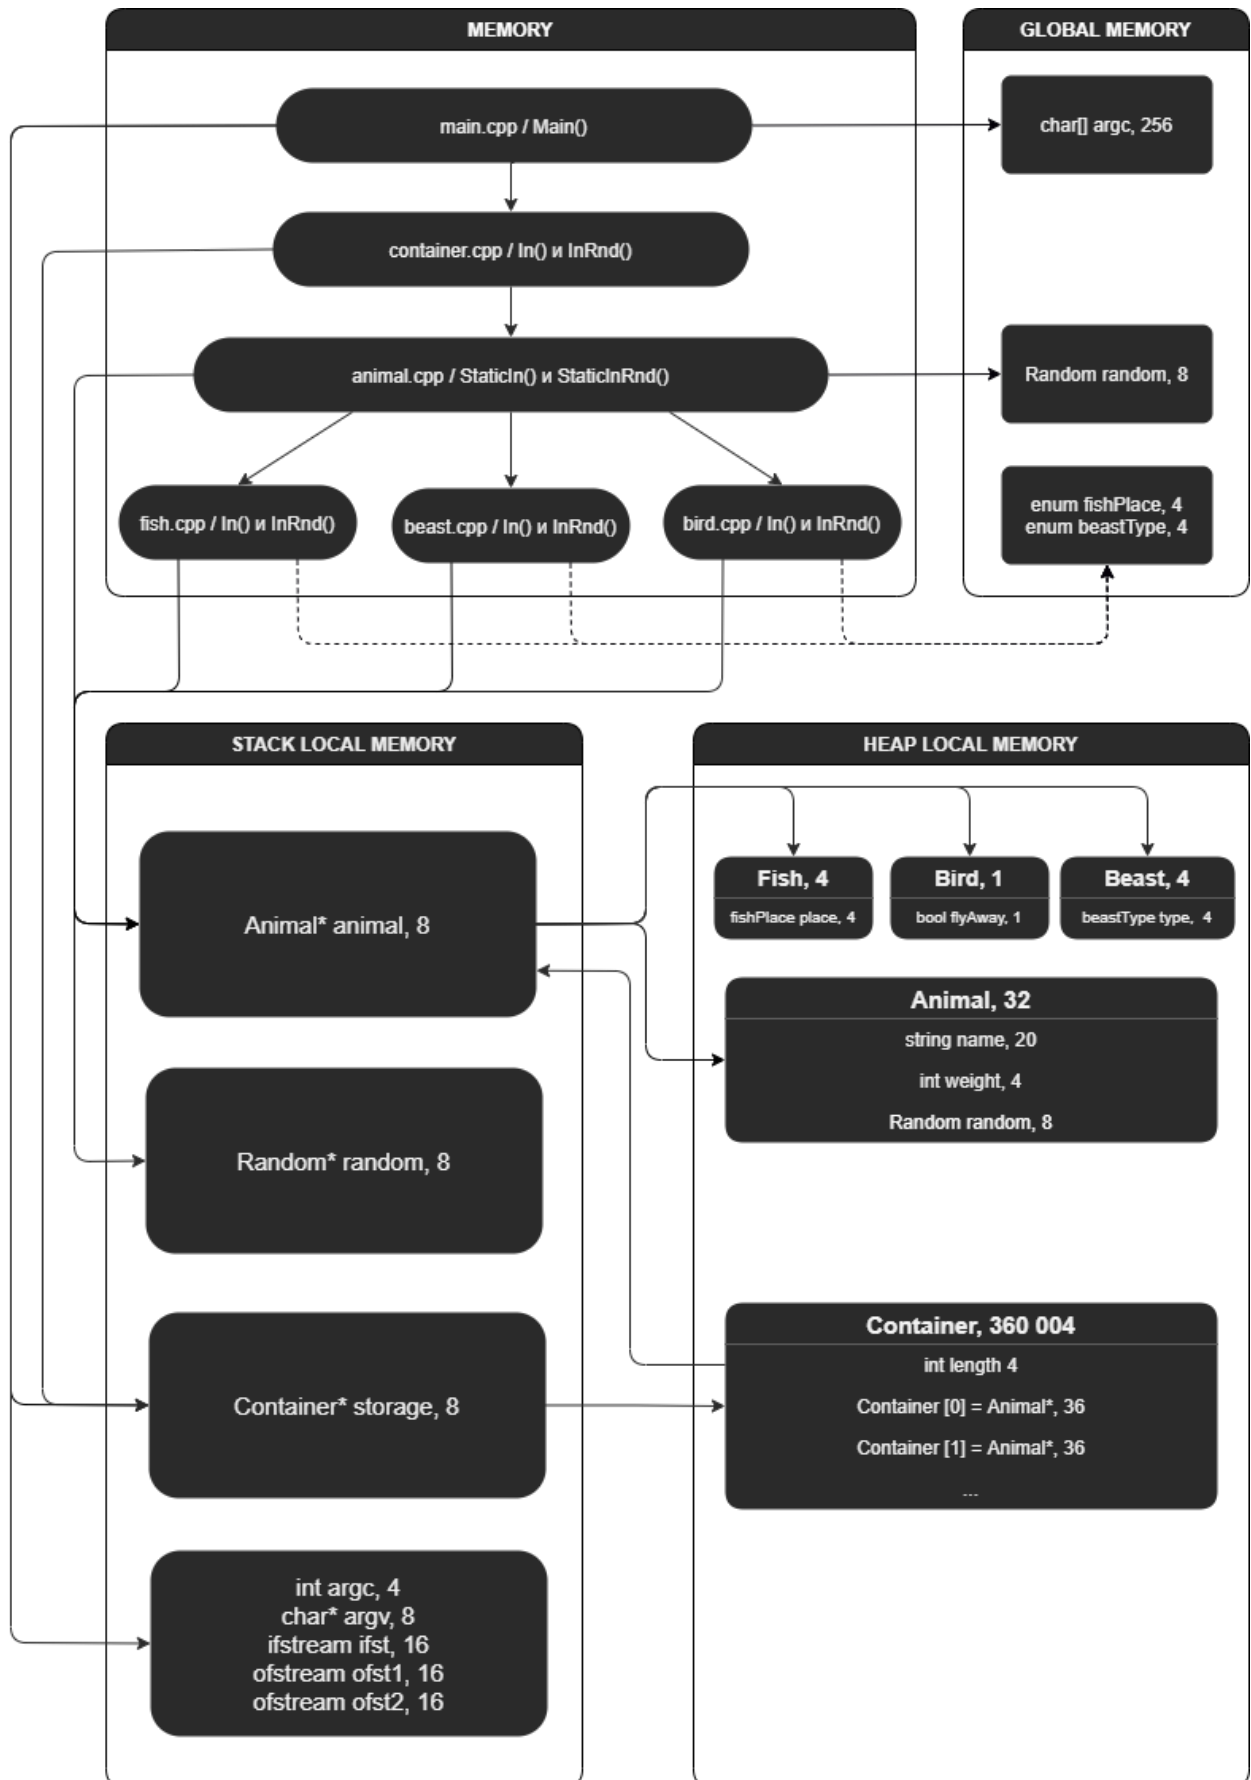 MEMORY
GLOBAL MEMORY
main.cpp / Main()
char[] argc, 256
container.cpp / In() и InRnd()
animal.cpp / StaticIn() и StaticInRnd()
Random random, 8
fish.cpp / In() и InRnd()
beast.cpp / In() и InRnd()
bird.cpp / In() и InRnd()
enum fishPlace, 4
enum beastType, 4
STACK LOCAL MEMORY
HEAP LOCAL MEMORY
Animal* animal, 8
Fish, 4
fishPlace place, 4
Bird, 1
bool flyAway, 1
Beast, 4
beastType type, 4
Animal, 32
string name, 20
int weight, 4
Random random, 8
Random* random, 8
Container* storage, 8
Container, 360 004
int length 4
Container [0] = Animal*, 36
Container [1] = Animal*, 36
...
int argc, 4
char* argv, 8
ifstream ifst, 16
ofstream ofst1, 16
ofstream ofst2, 16